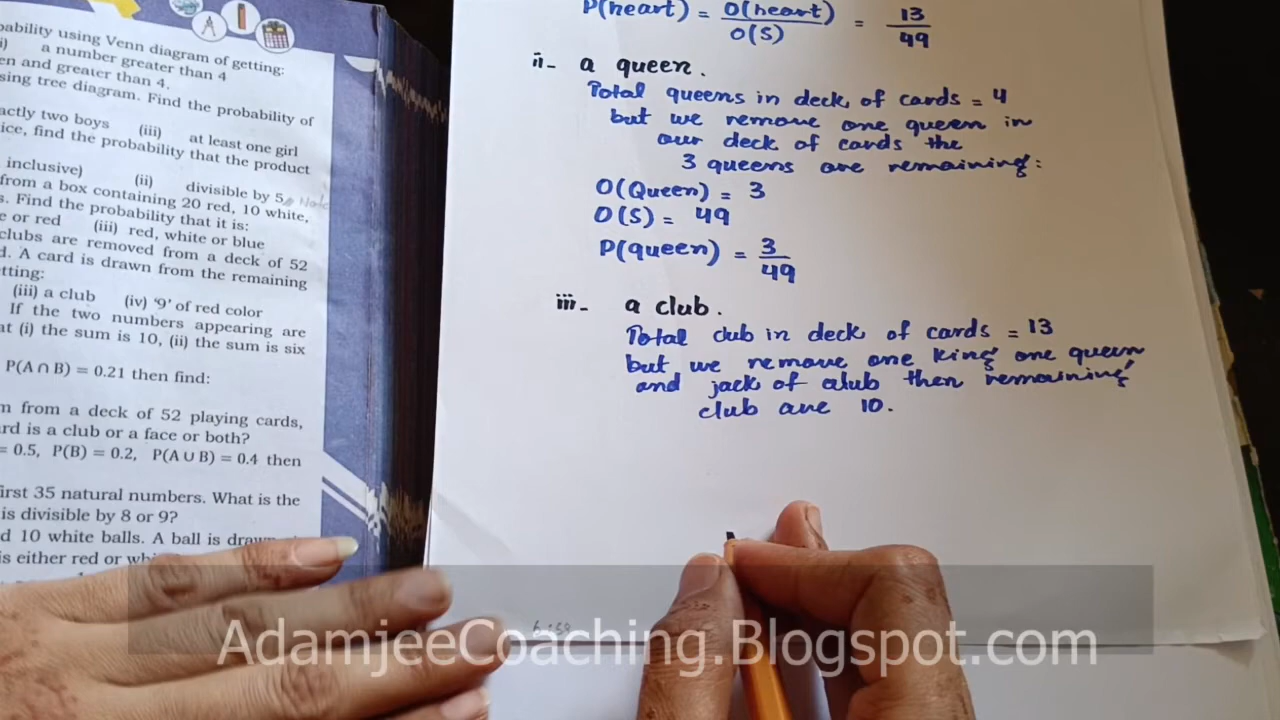 bability using Venn diagram of getting:
i) a number greater than 4
en and greater than 4.
sing tree diagram. Find the probability of
actly two boys (iii) at least one girl
ice, find the probability that the product
inclusive) (ii) divisible by 5
from a box containing 20 red, 10 white,
s. Find the probability that it is:
e or red (iii) red, white or blue
clubs are removed from a deck of 52
d. A card is drawn from the remaining
tting:
(iii) a club (iv) '9' of red color
If the two numbers appearing are
at (i) the sum is 10, (ii) the sum is six
P(A ∩ B) = 0.21 then find:
m from a deck of 52 playing cards,
ard is a club or a face or both?
= 0.5, P(B) = 0.2, P(A ∪ B) = 0.4 then
irst 35 natural numbers. What is the
is divisible by 8 or 9?
d 10 white balls. A ball is drawn
is either red or wh
P(heart) = O(heart)/O(S) = 13/49
ii- a queen.
Total queens in deck of cards = 4
but we remove one queen in
our deck of cards the
3 queens are remaining:
O(Queen) = 3
O(S) = 49
P(queen) = 3/49
iii- a club.
Total club in deck of cards = 13
but we remove one king one queen
and jack of club then remaining
club are 10.
AdamjeeCoaching.Blogspot.com